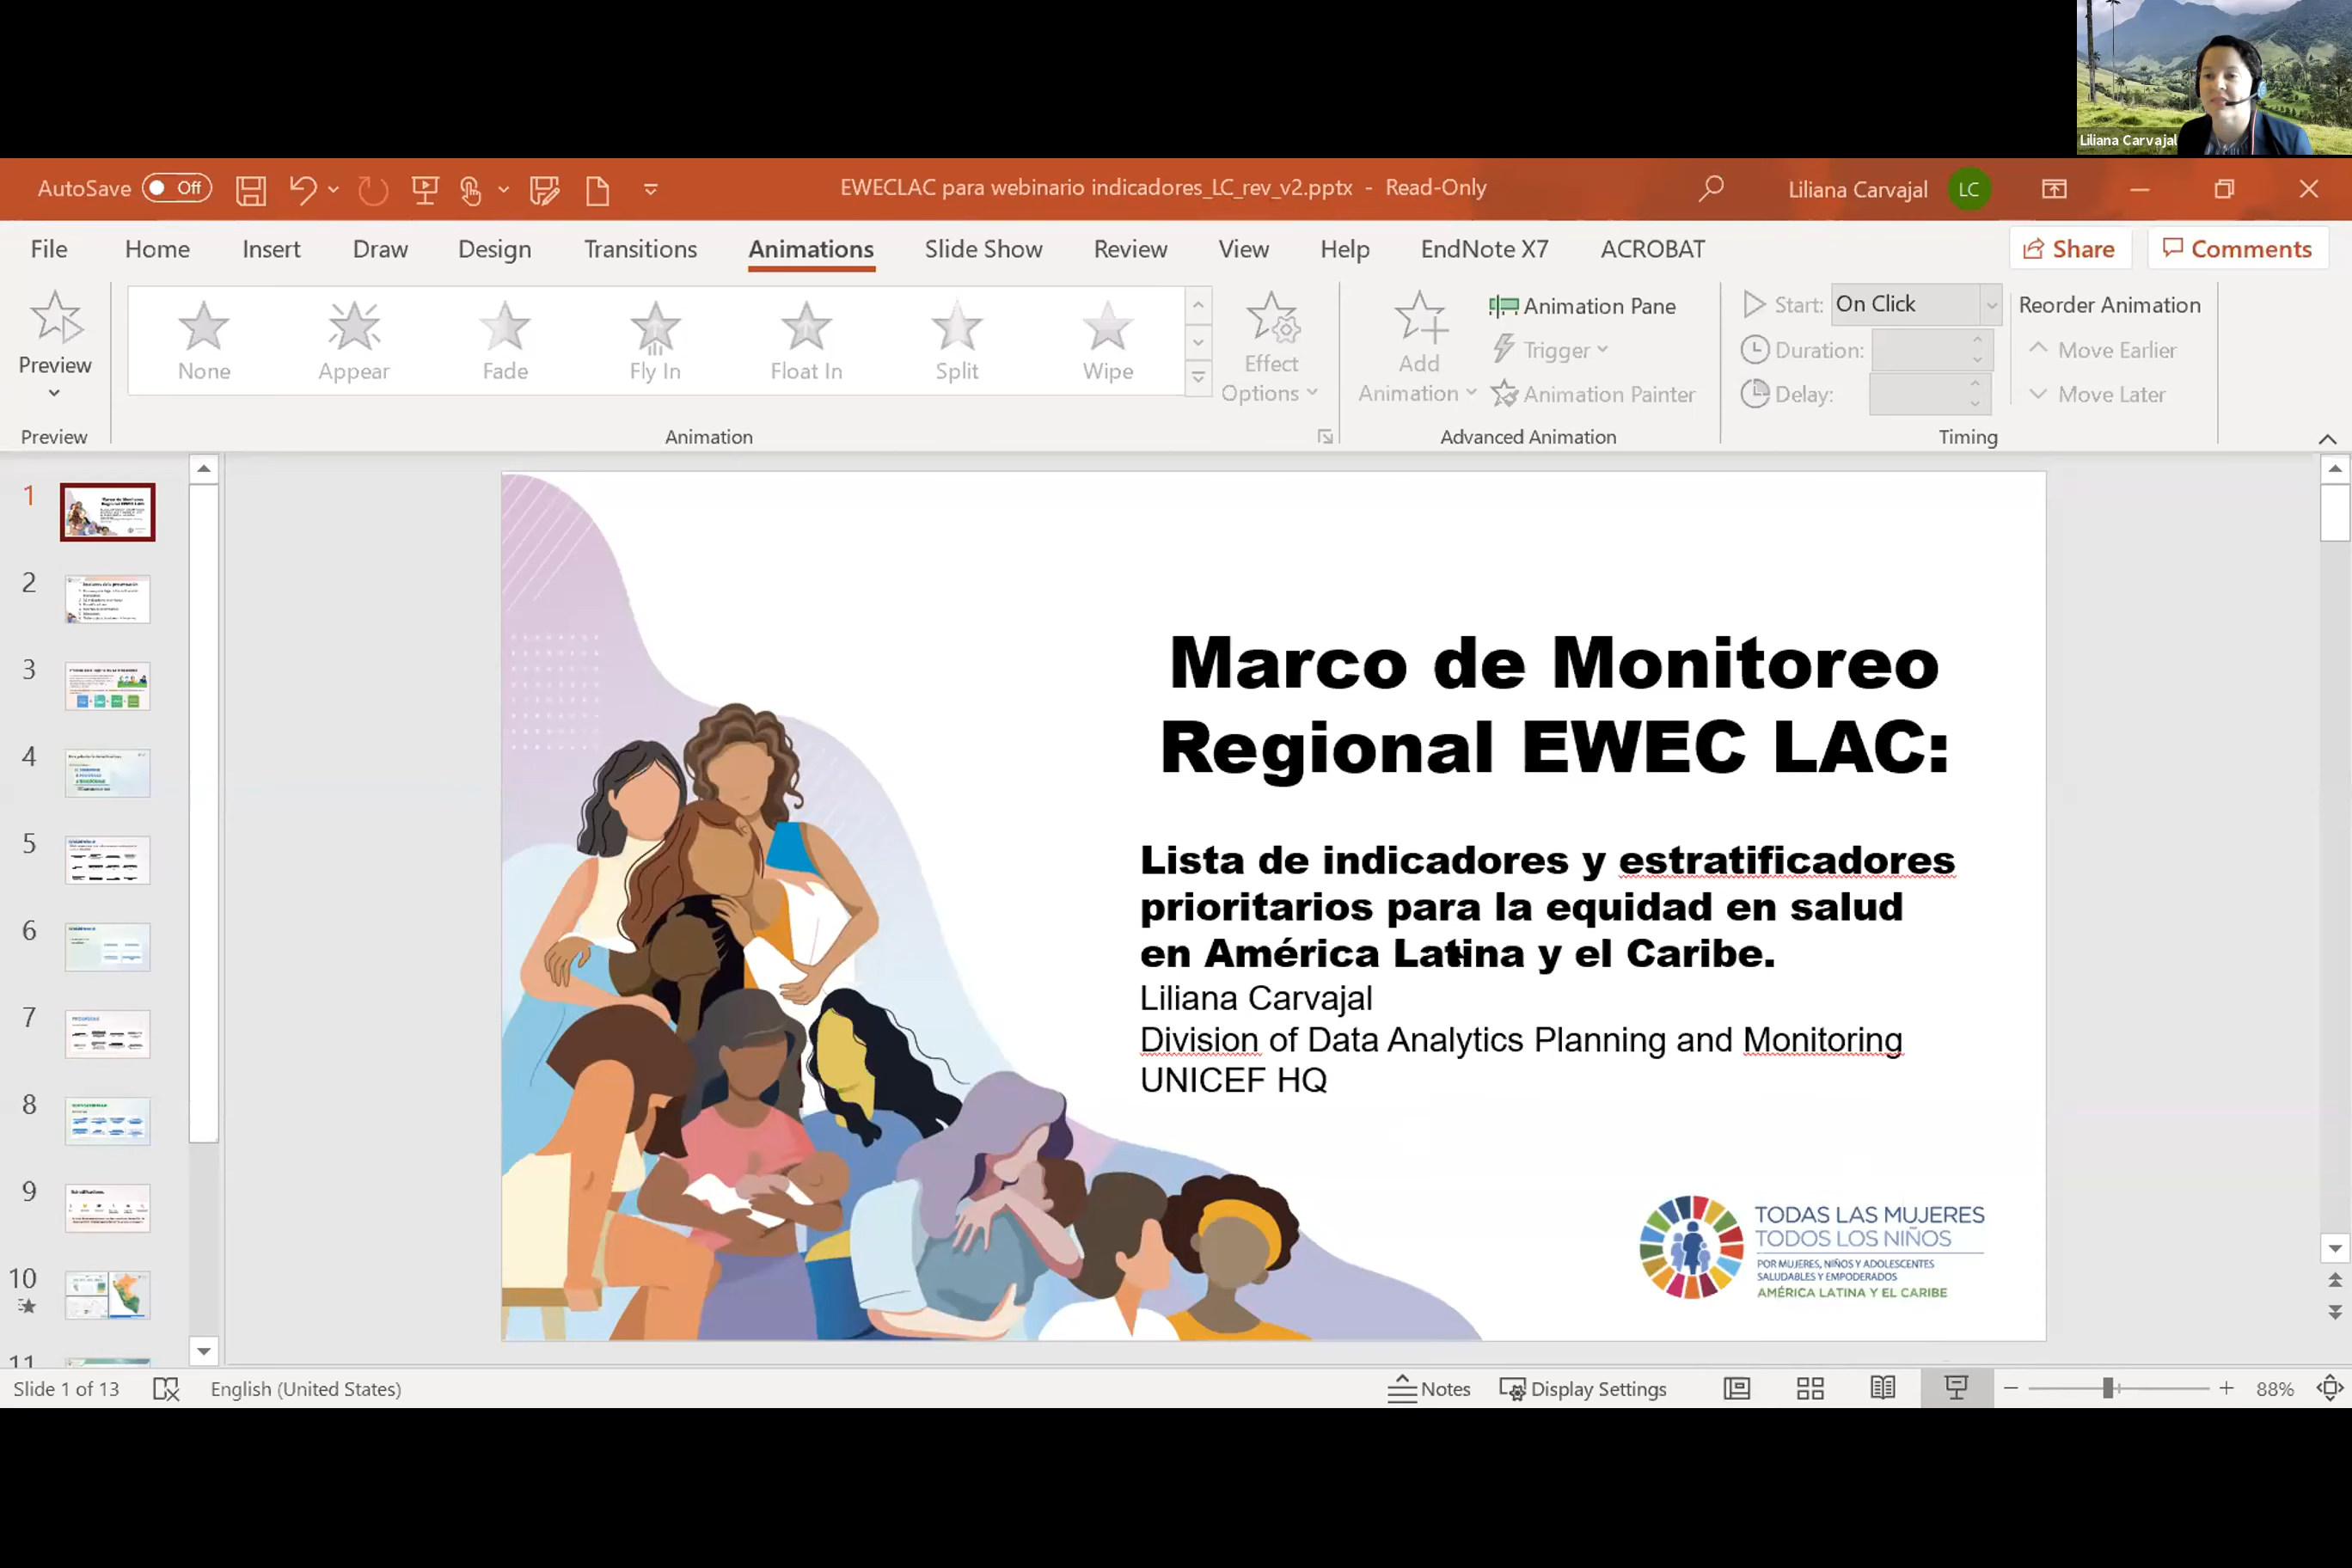 Liliana Carvajal
AutoSave Off
EWECLAC para webinario indicadores_LC_rev_v2.pptx - Read-Only
Liliana Carvajal LC
File Home Insert Draw Design Transitions Animations Slide Show Review View Help EndNote X7 ACROBAT
Share Comments
Preview
Preview
None Appear Fade Fly In Float In Split Wipe
Animation
Effect
Options
Add
Animation
Animation Pane
Trigger
Animation Painter
Advanced Animation
Start: On Click
Duration:
Delay:
Reorder Animation
Move Earlier
Move Later
Timing
1
2
3
4
5
6
7
8
9
10
11
Marco de Monitoreo
Regional EWEC LAC:
Lista de indicadores y estratificadores
prioritarios para la equidad en salud
en América Latina y el Caribe.
Liliana Carvajal
Division of Data Analytics Planning and Monitoring
UNICEF HQ
TODAS LAS MUJERES
TODOS LOS NIÑOS
POR MUJERES, NIÑOS Y ADOLESCENTES
SALUDABLES Y EMPODERADOS
AMÉRICA LATINA Y EL CARIBE
Slide 1 of 13 English (United States) Notes Display Settings 88%